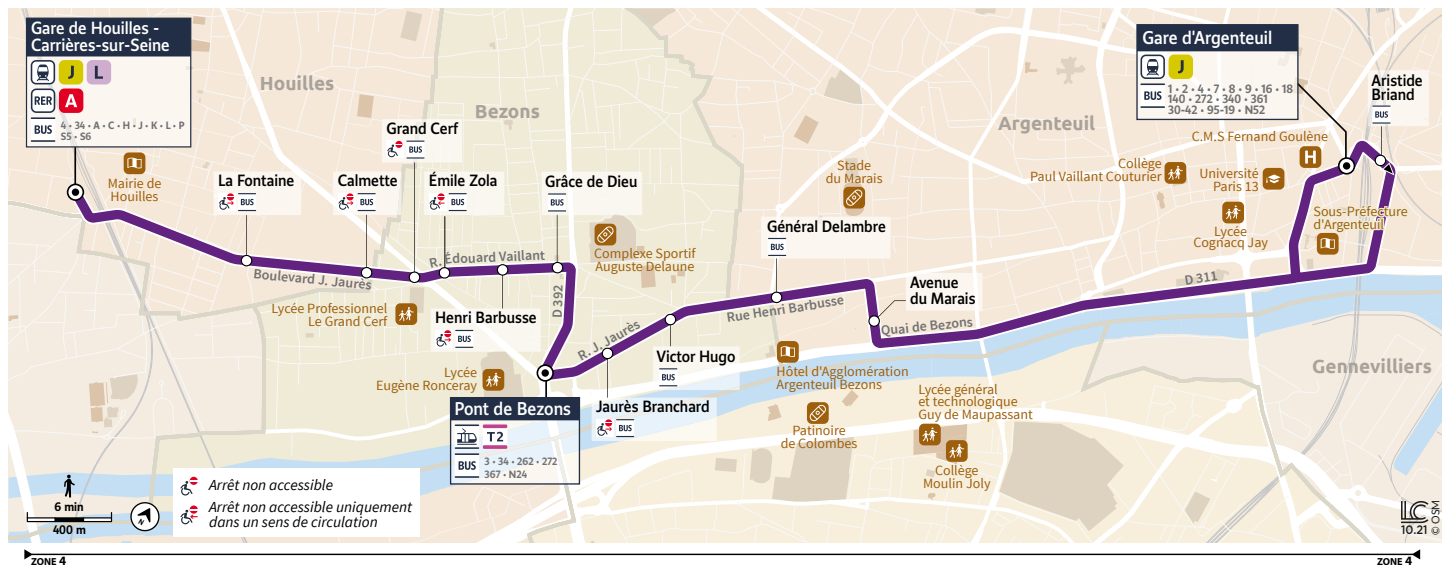 Gare de Houilles -
Carrières-sur-Seine
J L
RER A
BUS 4 • 34 • A • C • H • J • K • L • P
S5 • S6
Houilles
Mairie de
Houilles
La Fontaine
BUS
Calmette
BUS
Grand Cerf
BUS
Émile Zola
BUS
Grâce de Dieu
BUS
Bezons
Boulevard J. Jaurès
R. Édouard Vaillant
D 392
Complexe Sportif
Auguste Delaune
Lycée Professionnel
Le Grand Cerf
Henri Barbusse
BUS
Lycée
Eugène Ronceray
Pont de Bezons
T2
BUS 3 • 34 • 262 • 272
367 • N24
R. J. Jaurès
Jaurès Branchard
BUS
Victor Hugo
BUS
Rue Henri Barbusse
Général Delambre
BUS
Stade
du Marais
Avenue
du Marais
Quai de Bezons
Hôtel d'Agglomération
Argenteuil Bezons
Patinoire
de Colombes
Lycée général
et technologique
Guy de Maupassant
Collège
Moulin Joly
Argenteuil
Collège
Paul Vaillant Couturier
Université
Paris 13
Lycée
Cognacq Jay
C.M.S Fernand Goulène
H
Sous-Préfecture
d'Argenteuil
D 311
Gare d'Argenteuil
J
BUS 1 • 2 • 4 • 7 • 8 • 9 • 16 • 18
140 • 272 • 340 • 361
30-42 • 95-19 • N52
Aristide
Briand
BUS
Gennevilliers
6 min
400 m
N
Arrêt non accessible
Arrêt non accessible uniquement
dans un sens de circulation
LC
10.21
© OSM
ZONE 4
ZONE 4